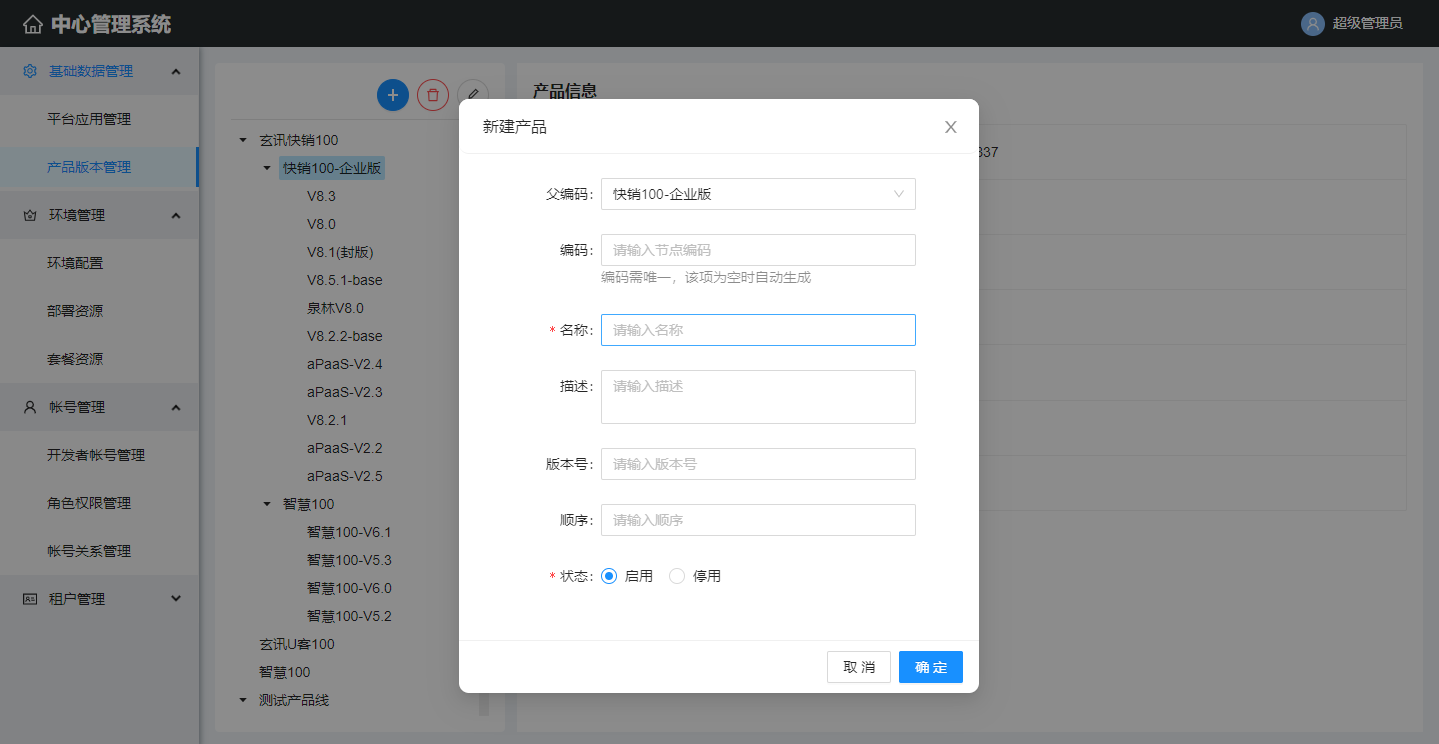 中心管理系统
超级管理员
基础数据管理
平台应用管理
产品版本管理
环境管理
环境配置
部署资源
套餐资源
帐号管理
开发者帐号管理
角色权限管理
帐号关系管理
租户管理
玄讯快销100
快销100-企业版
V8.3
V8.0
V8.1(封版)
V8.5.1-base
泉林V8.0
V8.2.2-base
aPaaS-V2.4
aPaaS-V2.3
V8.2.1
aPaaS-V2.2
aPaaS-V2.5
智慧100
智慧100-V6.1
智慧100-V5.3
智慧100-V6.0
智慧100-V5.2
玄讯U客100
智慧100
测试产品线
产品信息
337
新建产品
父编码: 快销100-企业版
编码: 请输入节点编码
编码需唯一，该项为空时自动生成
* 名称: 请输入名称
描述: 请输入描述
版本号: 请输入版本号
顺序: 请输入顺序
* 状态: 启用 停用
取 消 确 定